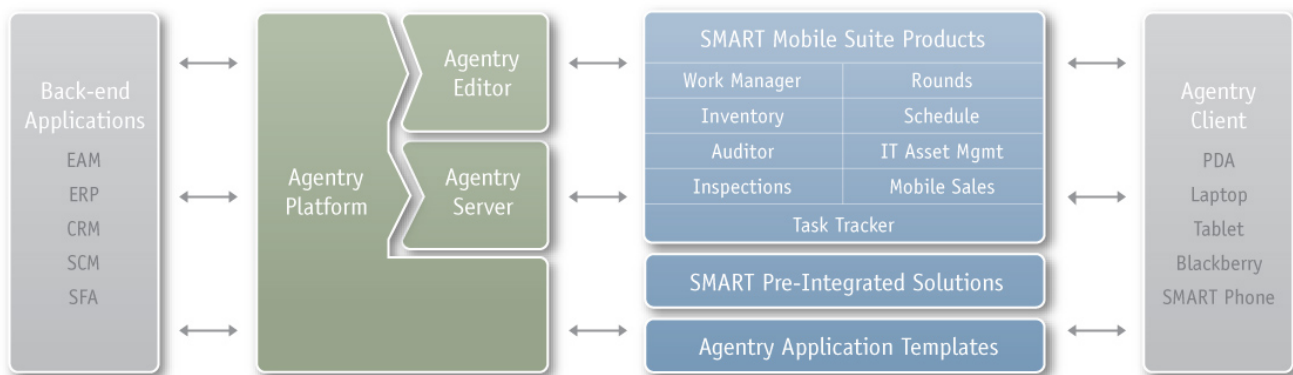 Back-end
Applications
EAM
ERP
CRM
SCM
SFA
Agentry
Platform
Agentry
Editor
Agentry
Server
SMART Mobile Suite Products
Work Manager
Rounds
Inventory
Schedule
Auditor
IT Asset Mgmt
Inspections
Mobile Sales
Task Tracker
SMART Pre-Integrated Solutions
Agentry Application Templates
Agentry
Client
PDA
Laptop
Tablet
Blackberry
SMART Phone